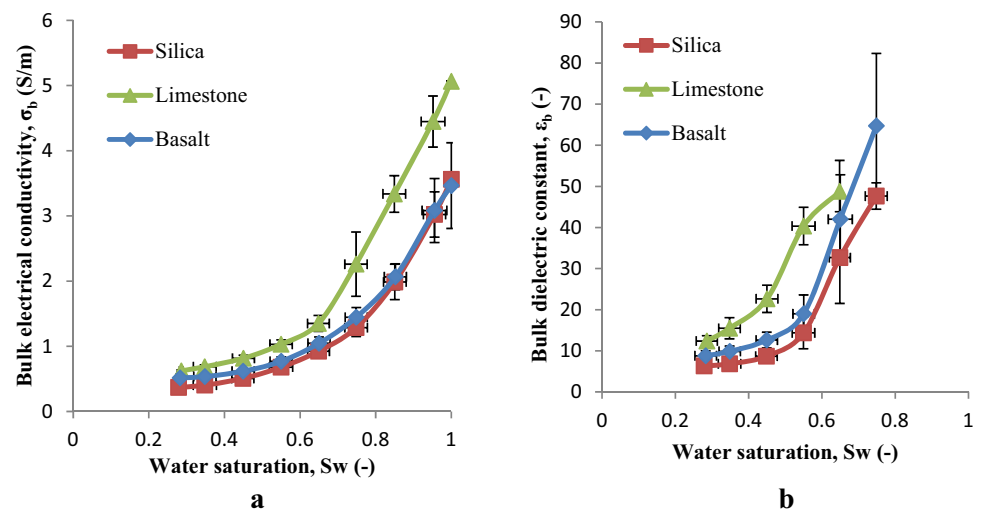 Bulk electrical conductivity, σb (S/m)
6
5
4
3
2
1
0
Silica
Limestone
Basalt
0 0.2 0.4 0.6 0.8 1
Water saturation, Sw (-)
a
Bulk dielectric constant, εb (-)
90
80
70
60
50
40
30
20
10
0
Silica
Limestone
Basalt
0 0.2 0.4 0.6 0.8 1
Water saturation, Sw (-)
b